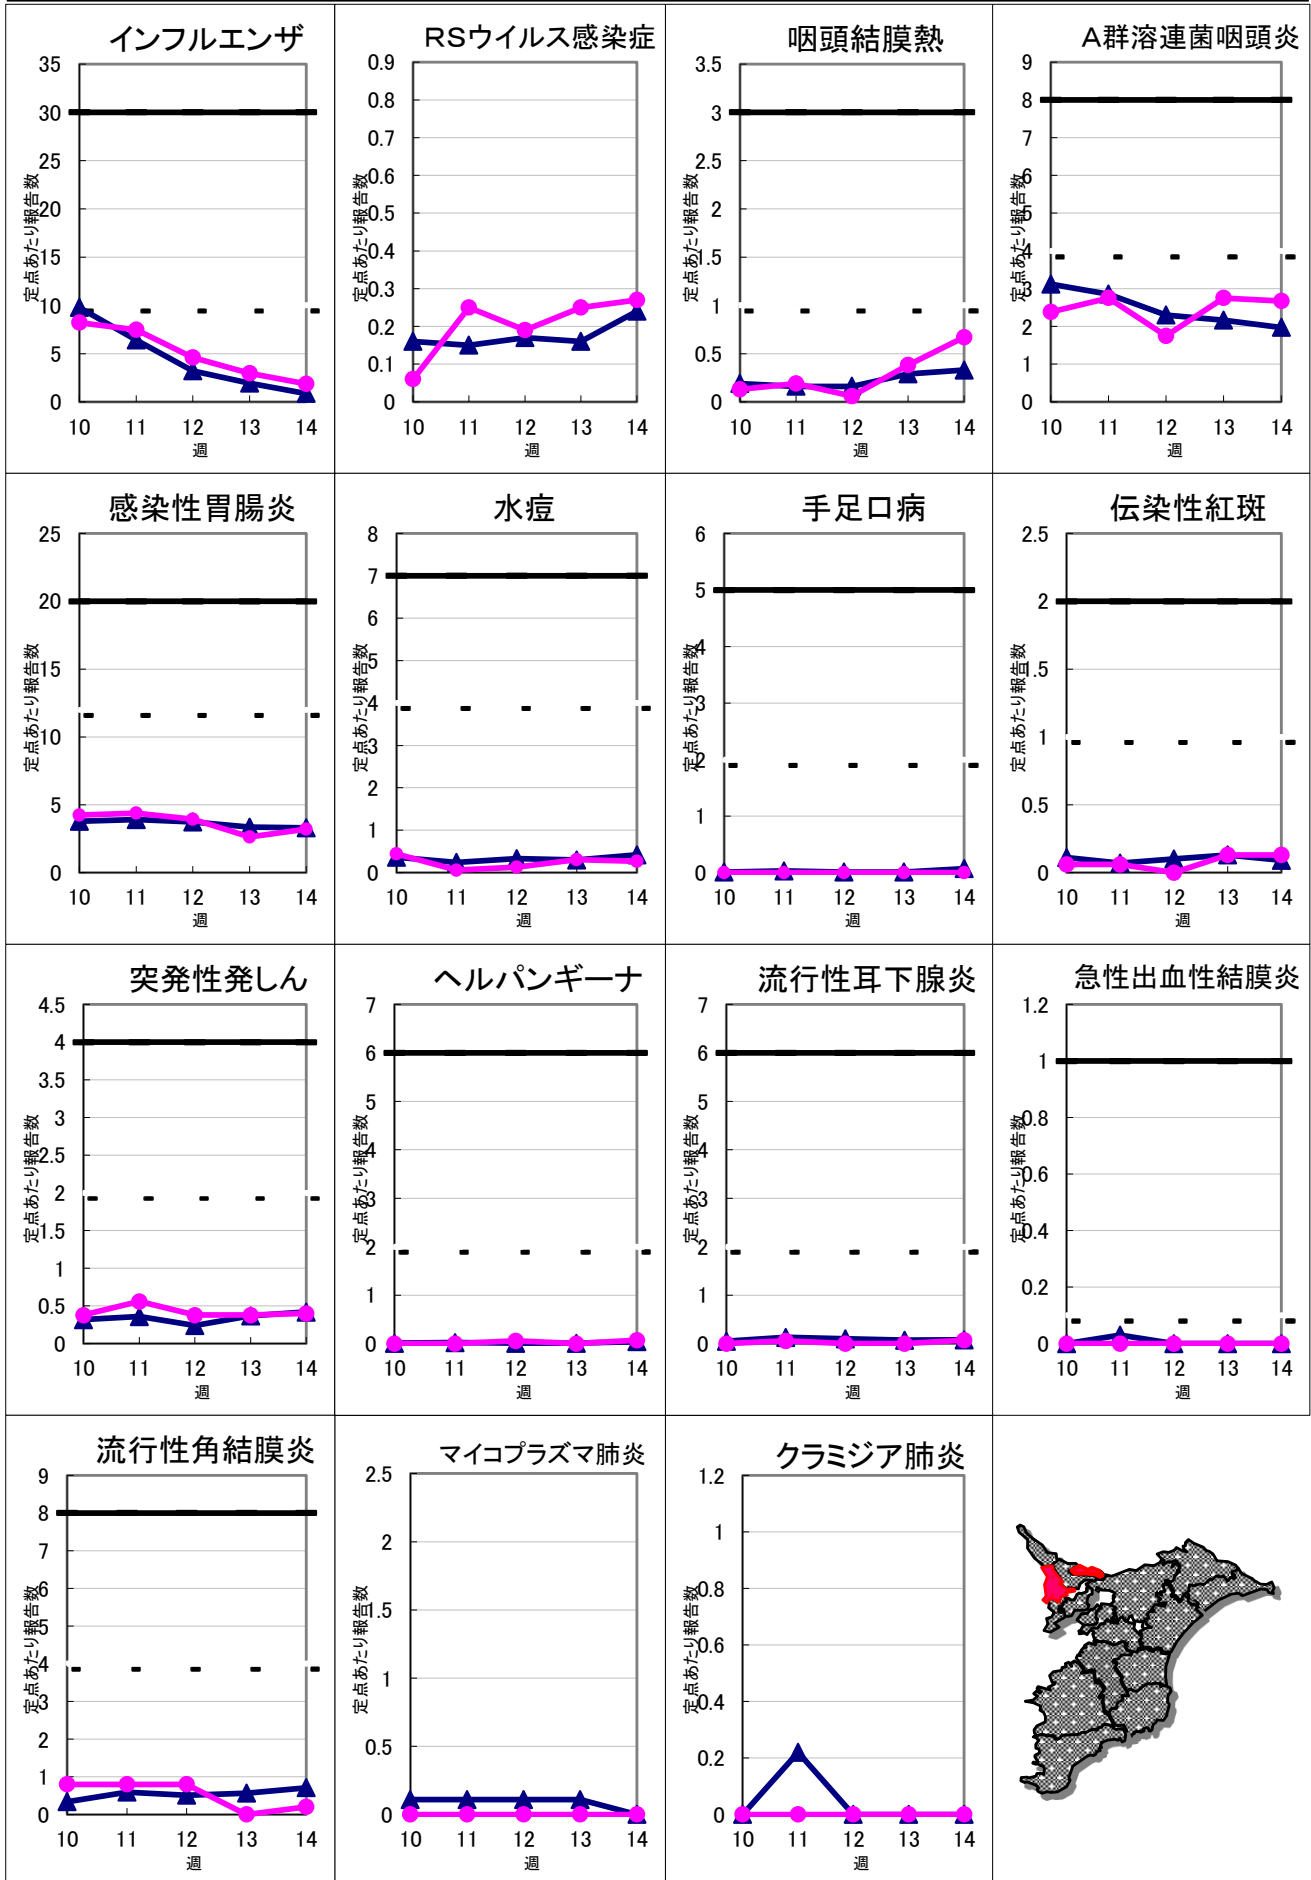 インフルエンザ
定点あたり報告数
35
30
25
20
15
10
5
0
10 11 12 13 14
週
RSウイルス感染症
定点あたり報告数
0.9
0.8
0.7
0.6
0.5
0.4
0.3
0.2
0.1
0
10 11 12 13 14
週
咽頭結膜熱
定点あたり報告数
3.5
3
2.5
2
1.5
1
0.5
0
10 11 12 13 14
週
A群溶連菌咽頭炎
定点あたり報告数
9
8
7
6
5
4
3
2
1
0
10 11 12 13 14
週
感染性胃腸炎
定点あたり報告数
25
20
15
10
5
0
10 11 12 13 14
週
水痘
定点あたり報告数
8
7
6
5
4
3
2
1
0
10 11 12 13 14
週
手足口病
定点あたり報告数
6
5
4
3
2
1
0
10 11 12 13 14
週
伝染性紅斑
定点あたり報告数
2.5
2
1.5
1
0.5
0
10 11 12 13 14
週
突発性発しん
定点あたり報告数
4.5
4
3.5
3
2.5
2
1.5
1
0.5
0
10 11 12 13 14
週
ヘルパンギーナ
定点あたり報告数
7
6
5
4
3
2
1
0
10 11 12 13 14
週
流行性耳下腺炎
定点あたり報告数
7
6
5
4
3
2
1
0
10 11 12 13 14
週
急性出血性結膜炎
定点あたり報告数
1.2
1
0.8
0.6
0.4
0.2
0
10 11 12 13 14
週
流行性角結膜炎
定点あたり報告数
9
8
7
6
5
4
3
2
1
0
10 11 12 13 14
週
マイコプラズマ肺炎
定点あたり報告数
2.5
2
1.5
1
0.5
0
10 11 12 13 14
週
クラミジア肺炎
定点あたり報告数
1.2
1
0.8
0.6
0.4
0.2
0
10 11 12 13 14
週